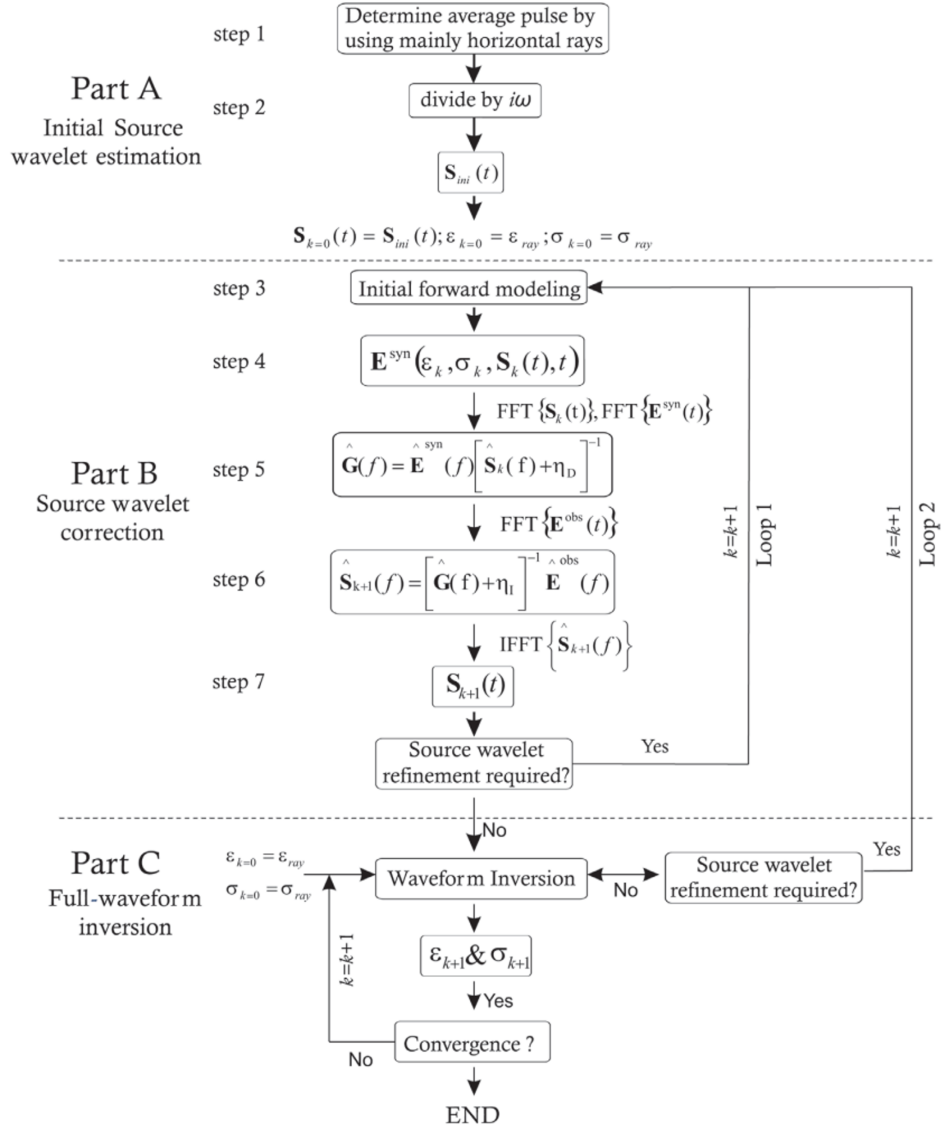 step 1
Determine average pulse by
using mainly horizontal rays
Part A
Initial Source
wavelet estimation
step 2
divide by iω
S_ini (t)
S_k=0(t) = S_ini (t); ε_k=0 = ε_ray ; σ_k=0 = σ_ray
step 3
Initial forward modeling
step 4
E^syn(ε_k, σ_k, S_k(t), t)
FFT {S_k(t)}, FFT {E^syn(t)}
Part B
Source wavelet
correction
step 5
Ĝ(f) = Ê^syn(f)[Ŝ_k(f)+η_D]^−1
FFT {E^obs(t)}
step 6
Ŝ_k+1(f) = [Ĝ(f)+η_I]^−1 Ê^obs(f)
IFFT {Ŝ_k+1(f)}
step 7
S_k+1(t)
Source wavelet
refinement required?
Yes
k=k+1
Loop 1
k=k+1
Loop 2
No
Part C
Full-waveform
inversion
ε_k=0 = ε_ray
σ_k=0 = σ_ray
Waveform Inversion
No
Source wavelet
refinement required?
Yes
ε_k+1 & σ_k+1
k=k+1
Yes
Convergence ?
No
END